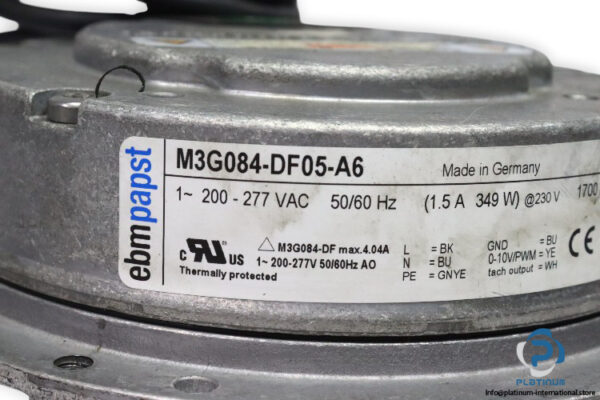 ebmpapst
M3G084-DF05-A6 Made in Germany
1~ 200 - 277 VAC 50/60 Hz (1.5 A 349 W) @230 V 1700
c RU US △ M3G084-DF max.4.04A
1~ 200-277V 50/60Hz AO
Thermally protected
L = BK
N = BU
PE = GNYE
GND = BU
0-10V/PWM = YE
tach output = WH
CE
PLATINUM
info@platinum-international.store